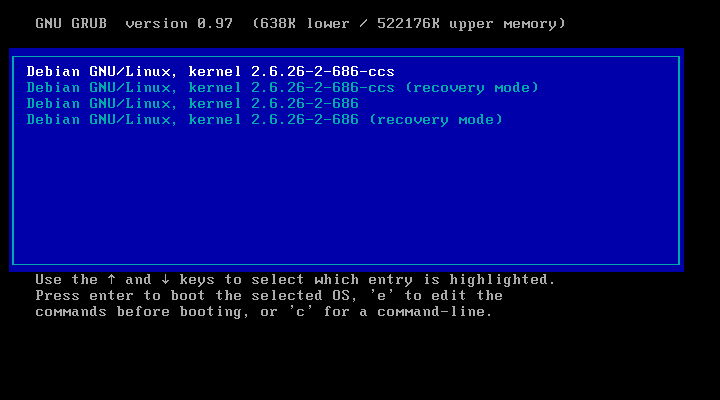 GNU GRUB  version 0.97  (638K lower / 522176K upper memory)
Debian GNU/Linux, kernel 2.6.26-2-686-ccs
Debian GNU/Linux, kernel 2.6.26-2-686-ccs (recovery mode)
Debian GNU/Linux, kernel 2.6.26-2-686
Debian GNU/Linux, kernel 2.6.26-2-686 (recovery mode)
Use the ↑ and ↓ keys to select which entry is highlighted.
Press enter to boot the selected OS, 'e' to edit the
commands before booting, or 'c' for a command-line.